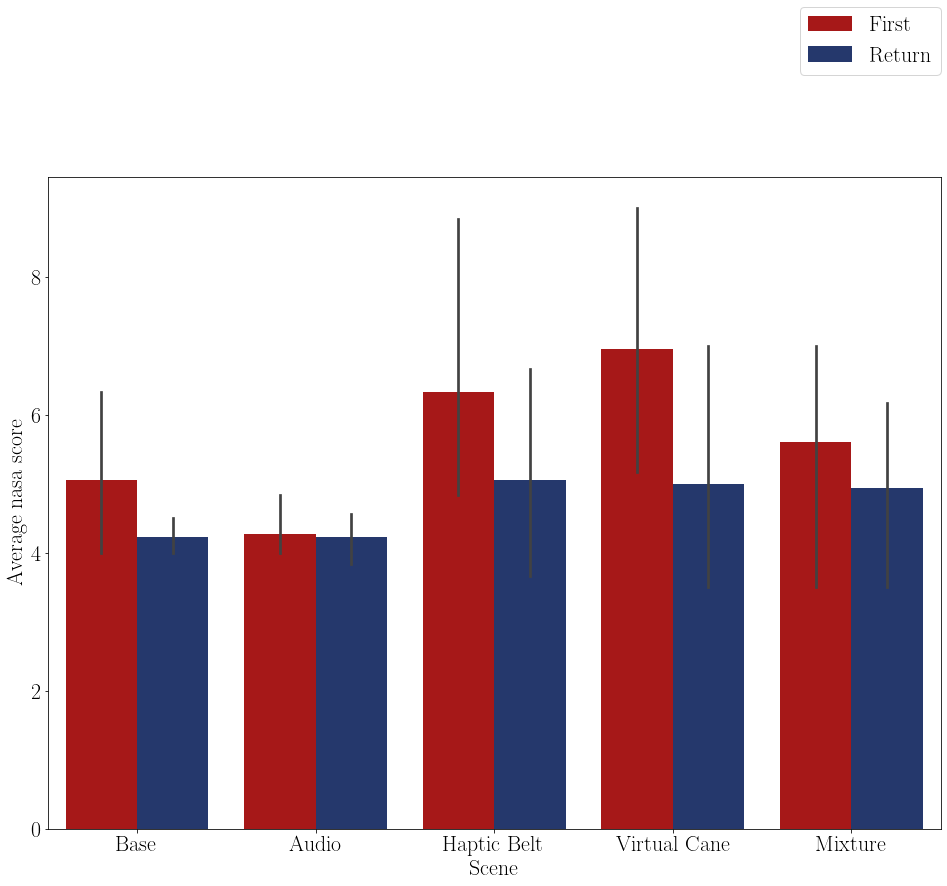 First
Return
Average nasa score
8
6
4
2
0
Base Audio Haptic Belt Virtual Cane Mixture
Scene